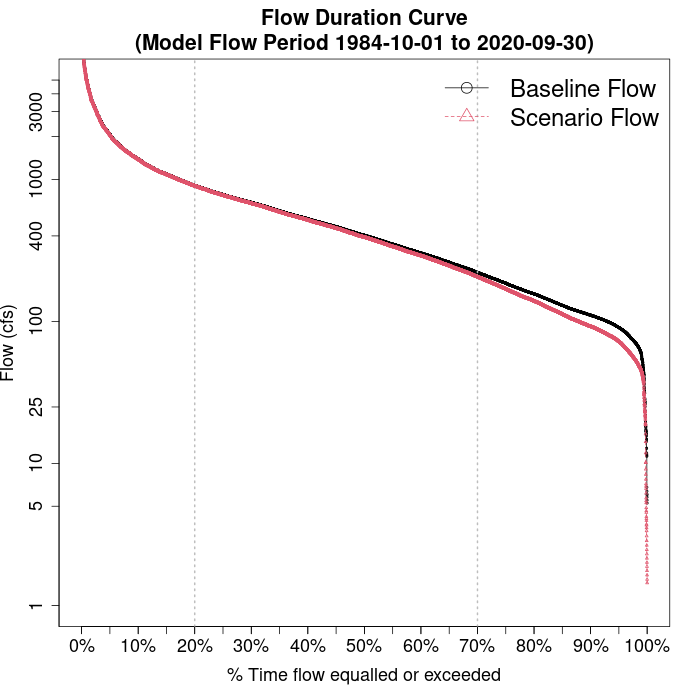 Flow Duration Curve
(Model Flow Period 1984-10-01 to 2020-09-30)
Baseline Flow
Scenario Flow
Flow (cfs)
3000
1000
400
100
25
10
5
1
0% 10% 20% 30% 40% 50% 60% 70% 80% 90% 100%
% Time flow equalled or exceeded